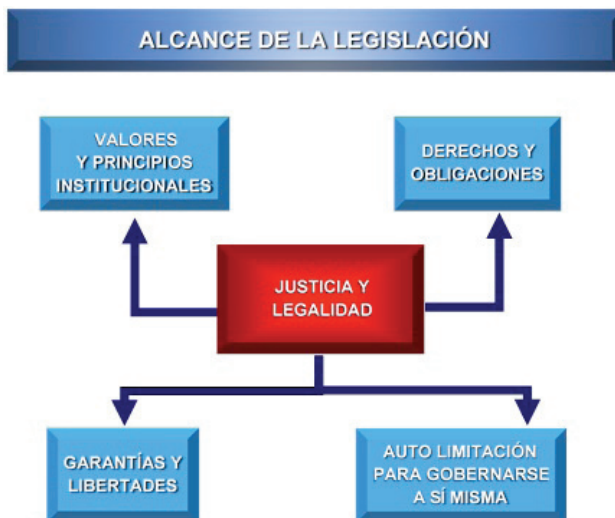 ALCANCE DE LA LEGISLACIÓN
VALORES
Y PRINCIPIOS
INSTITUCIONALES
DERECHOS Y
OBLIGACIONES
JUSTICIA Y
LEGALIDAD
GARANTÍAS Y
LIBERTADES
AUTO LIMITACIÓN
PARA GOBERNARSE
A SÍ MISMA